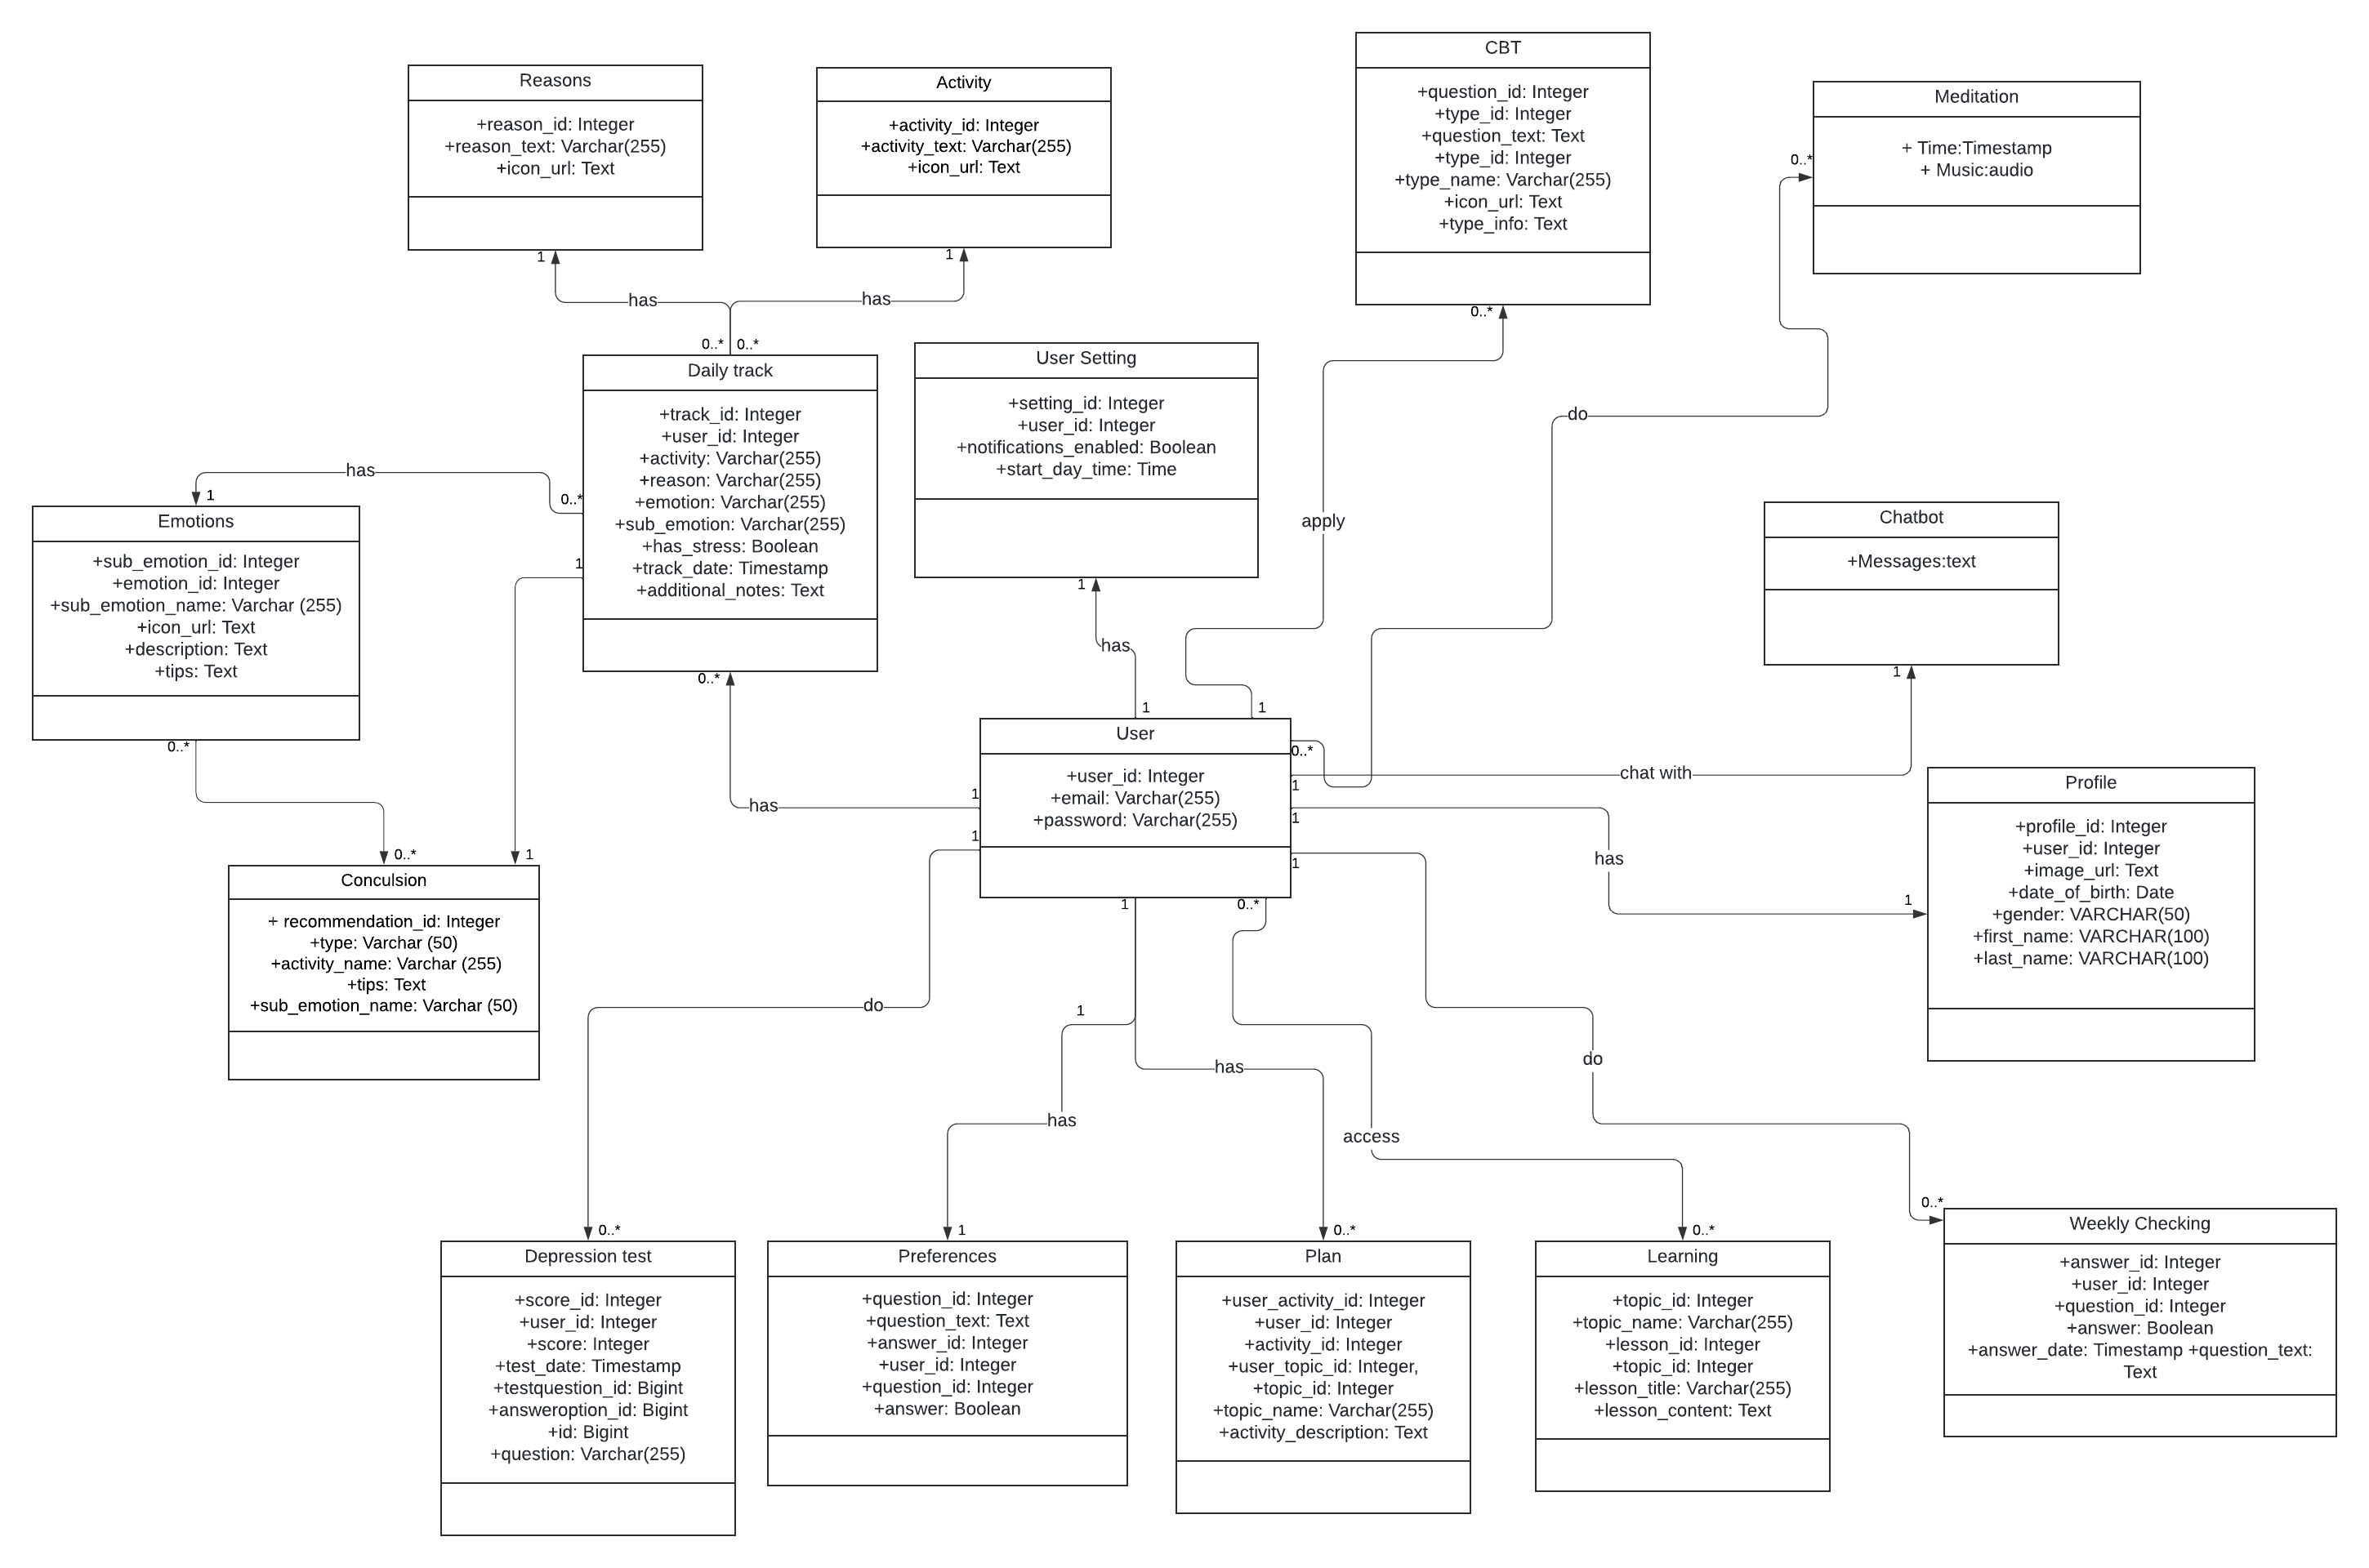 CBT
+question_id: Integer
+type_id: Integer
+question_text: Text
+type_id: Integer
+type_name: Varchar(255)
+icon_url: Text
+type_info: Text
0..*
Reasons
+reason_id: Integer
+reason_text: Varchar(255)
+icon_url: Text
1
Activity
+activity_id: Integer
+activity_text: Varchar(255)
+icon_url: Text
1
Meditation
+ Time:Timestamp
+ Music:audio
0..*
has
has
0..*
0..*
Daily track
+track_id: Integer
+user_id: Integer
+activity: Varchar(255)
+reason: Varchar(255)
+emotion: Varchar(255)
+sub_emotion: Varchar(255)
+has_stress: Boolean
+track_date: Timestamp
+additional_notes: Text
0..*
1
0..*
User Setting
+setting_id: Integer
+user_id: Integer
+notifications_enabled: Boolean
+start_day_time: Time
1
do
has
1
Emotions
+sub_emotion_id: Integer
+emotion_id: Integer
+sub_emotion_name: Varchar (255)
+icon_url: Text
+description: Text
+tips: Text
0..*
apply
Chatbot
+Messages:text
1
has
1
1
User
+user_id: Integer
+email: Varchar(255)
+password: Varchar(255)
0..*
1
1
1
1
1
1
0..*
has
chat with
Profile
+profile_id: Integer
+user_id: Integer
+image_url: Text
+date_of_birth: Date
+gender: VARCHAR(50)
+first_name: VARCHAR(100)
+last_name: VARCHAR(100)
has
1
0..*
1
Conculsion
+ recommendation_id: Integer
+type: Varchar (50)
+activity_name: Varchar (255)
+tips: Text
+sub_emotion_name: Varchar (50)
do
1
has
has
access
do
0..*
Depression test
+score_id: Integer
+user_id: Integer
+score: Integer
+test_date: Timestamp
+testquestion_id: Bigint
+answeroption_id: Bigint
+id: Bigint
+question: Varchar(255)
1
Preferences
+question_id: Integer
+question_text: Text
+answer_id: Integer
+user_id: Integer
+question_id: Integer
+answer: Boolean
0..*
Plan
+user_activity_id: Integer
+user_id: Integer
+activity_id: Integer
+user_topic_id: Integer,
+topic_id: Integer
+topic_name: Varchar(255)
+activity_description: Text
0..*
Learning
+topic_id: Integer
+topic_name: Varchar(255)
+lesson_id: Integer
+topic_id: Integer
+lesson_title: Varchar(255)
+lesson_content: Text
0..*
Weekly Checking
+answer_id: Integer
+user_id: Integer
+question_id: Integer
+answer: Boolean
+answer_date: Timestamp +question_text:
Text